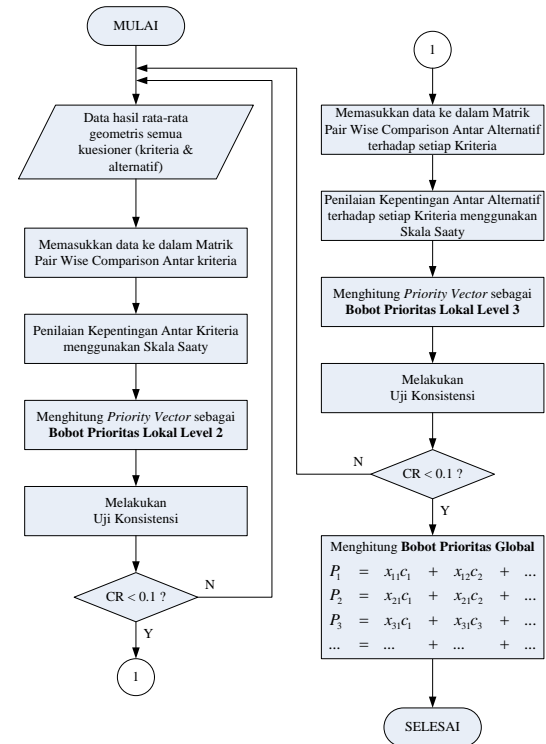 MULAI
Data hasil rata-rata
geometris semua
kuesioner (kriteria &
alternatif)
Memasukkan data ke dalam Matrik
Pair Wise Comparison Antar kriteria
Penilaian Kepentingan Antar Kriteria
menggunakan Skala Saaty
Menghitung Priority Vector sebagai
Bobot Prioritas Lokal Level 2
Melakukan
Uji Konsistensi
CR < 0.1 ?
N
Y
1
1
Memasukkan data ke dalam Matrik
Pair Wise Comparison Antar Alternatif
terhadap setiap Kriteria
Penilaian Kepentingan Antar Alternatif
terhadap setiap Kriteria menggunakan
Skala Saaty
Menghitung Priority Vector sebagai
Bobot Prioritas Lokal Level 3
Melakukan
Uji Konsistensi
N
CR < 0.1 ?
Y
Menghitung Bobot Prioritas Global
P₁ = x₁₁c₁ + x₁₂c₂ + ...
P₂ = x₂₁c₁ + x₂₁c₂ + ...
P₃ = x₃₁c₁ + x₃₁c₃ + ...
... = ... + ... + ...
SELESAI